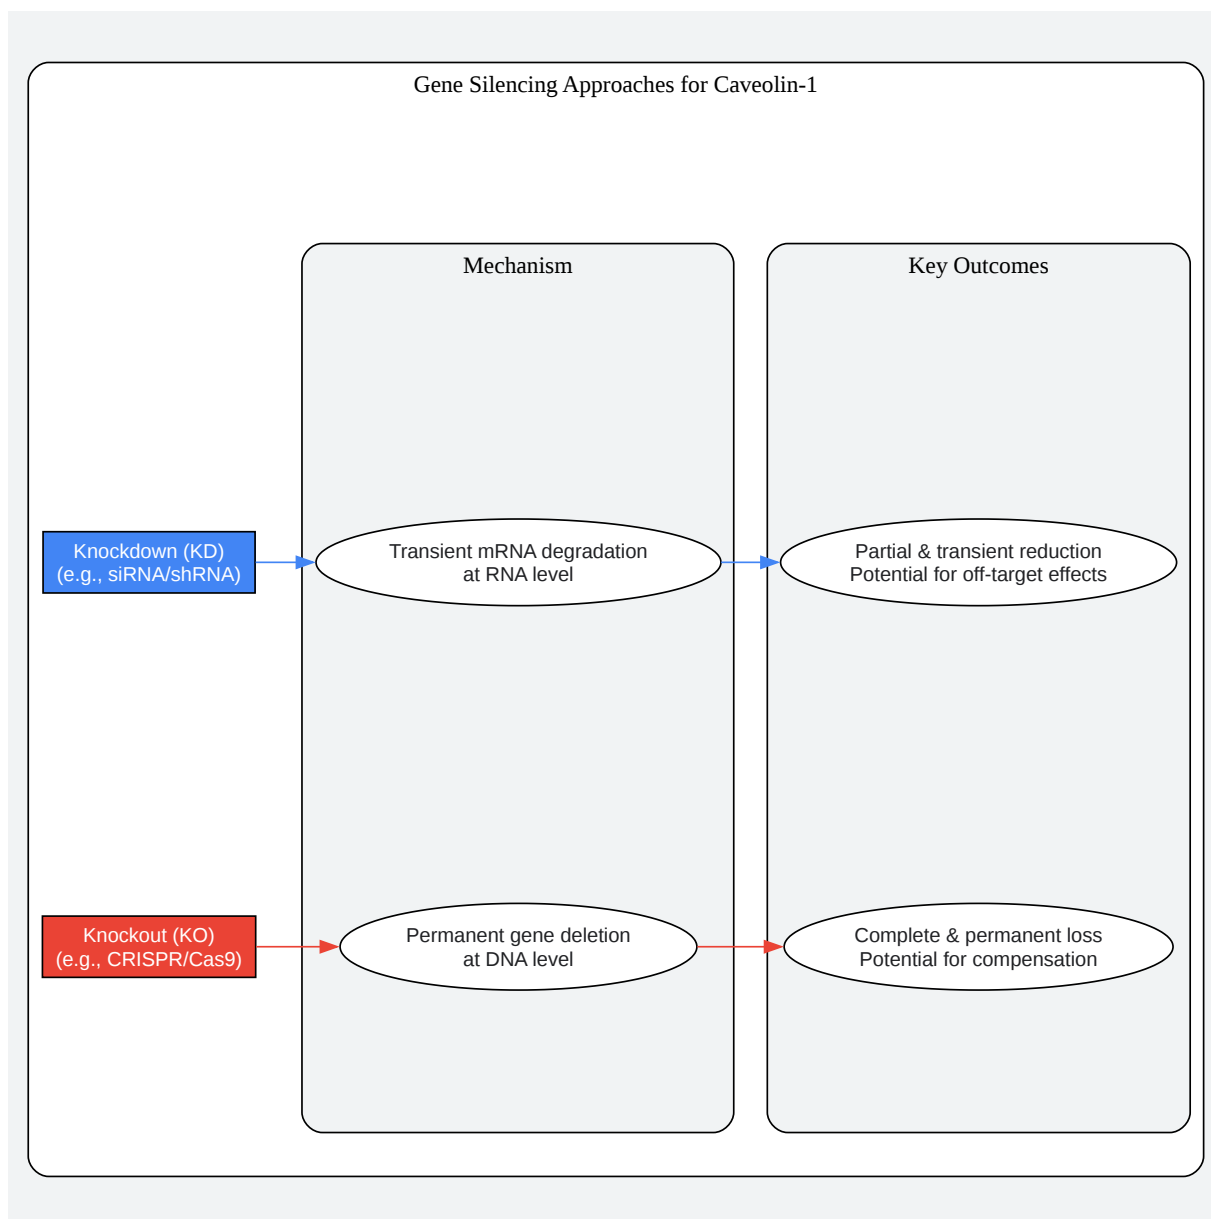 Gene Silencing Approaches for Caveolin-1
Mechanism
Key Outcomes
Knockdown (KD)
(e.g., siRNA/shRNA)
Transient mRNA degradation
at RNA level
Partial & transient reduction
Potential for off-target effects
Knockout (KO)
(e.g., CRISPR/Cas9)
Permanent gene deletion
at DNA level
Complete & permanent loss
Potential for compensation